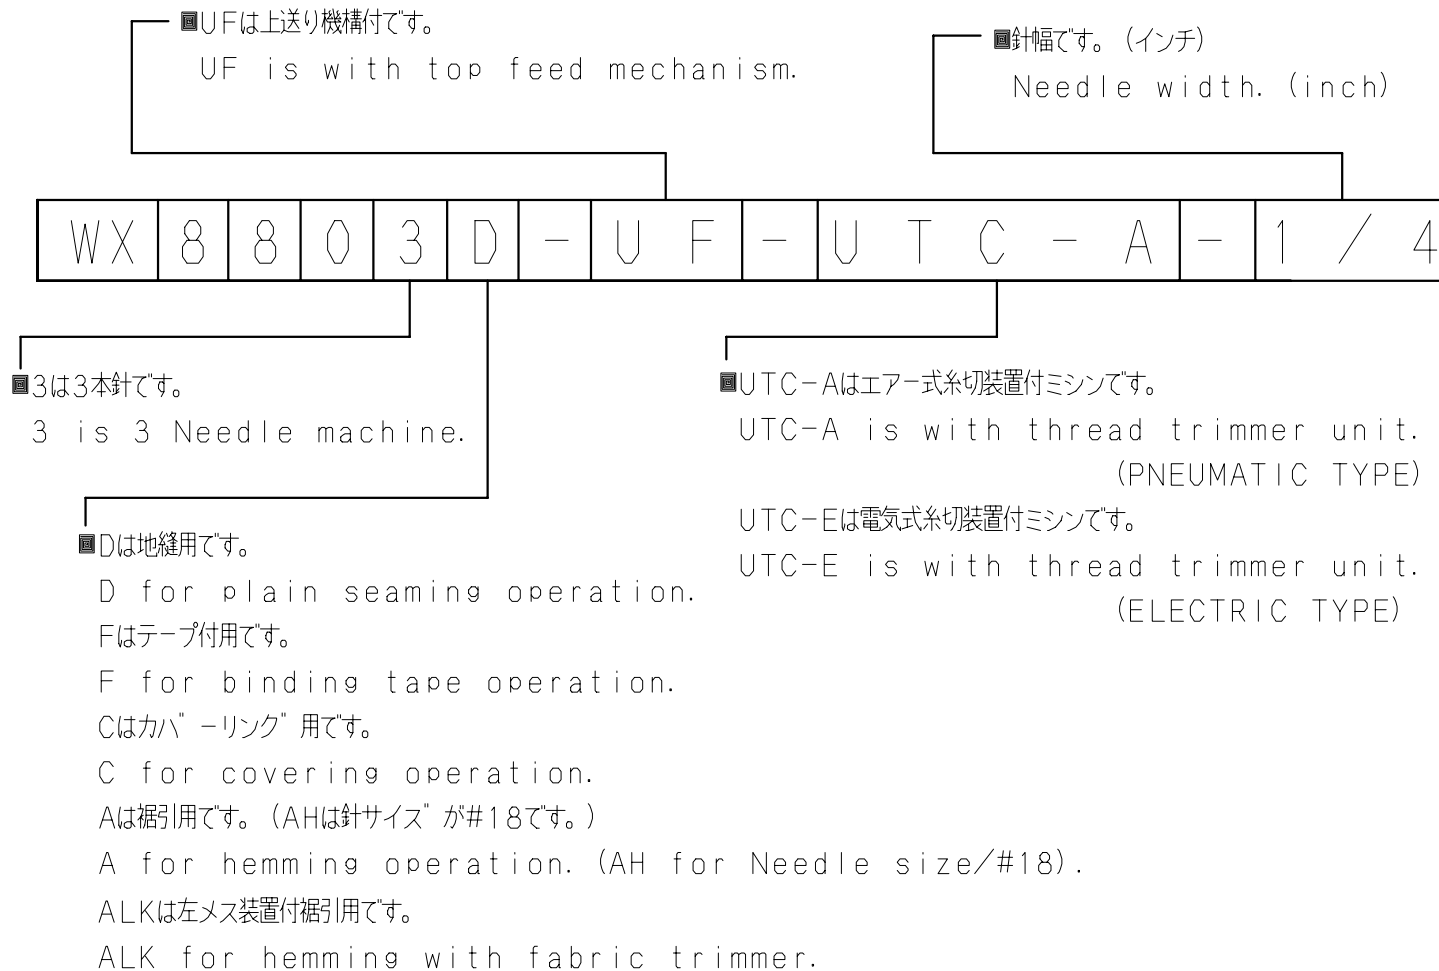 UFは上送り機構付です。
UF is with top feed mechanism.
針幅です。(インチ)
Needle width. (inch)
WX8803D-UF-UTC-A-1/4
3は3本針です。
3 is 3 Needle machine.
UTC-Aはエアー式糸切装置付ミシンです。
UTC-A is with thread trimmer unit.
(PNEUMATIC TYPE)
UTC-Eは電気式糸切装置付ミシンです。
UTC-E is with thread trimmer unit.
(ELECTRIC TYPE)
Dは地縫用です。
D for plain seaming operation.
Fはテープ付用です。
F for binding tape operation.
Cはカバーリング用です。
C for covering operation.
Aは裾引用です。(AHは針サイズが#18です。)
A for hemming operation. (AH for Needle size/#18).
ALKは左メス装置付裾引用です。
ALK for hemming with fabric trimmer.